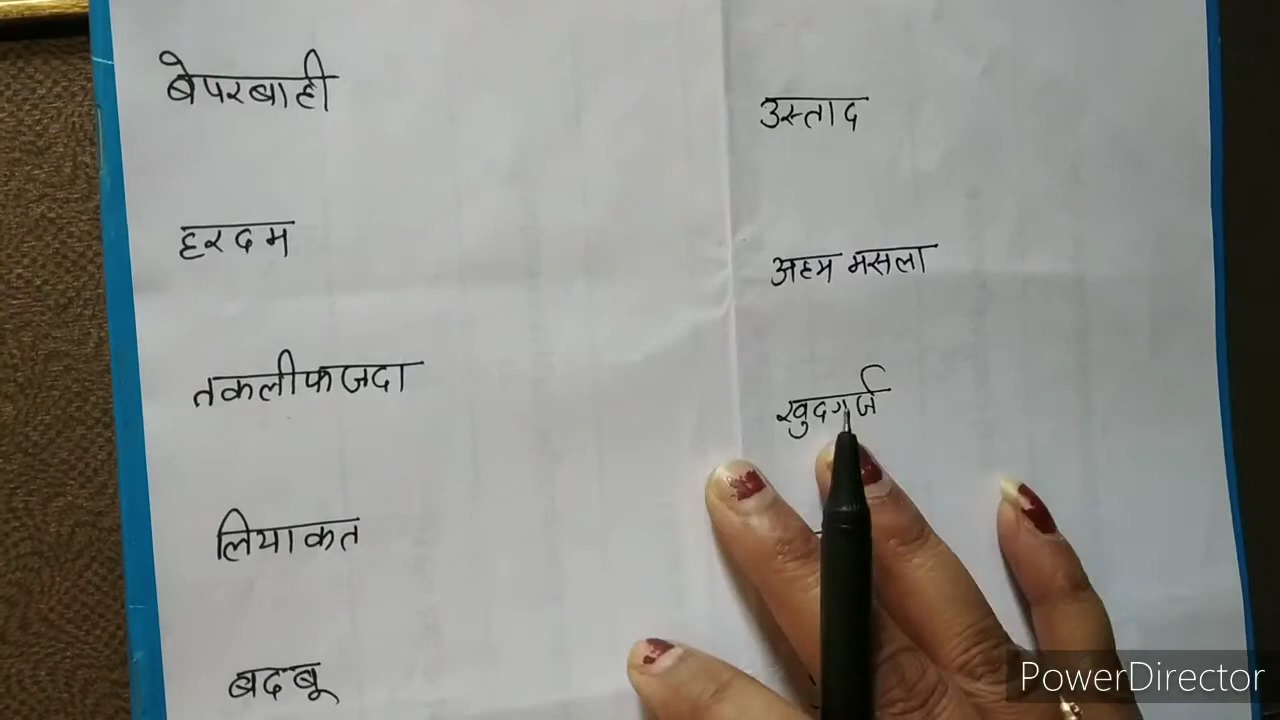 बेपरबाही
हरदम
तकलीफजदा
लियाकत
बदबू
उस्ताद
अहम मसला
खुदगर्ज
PowerDirector